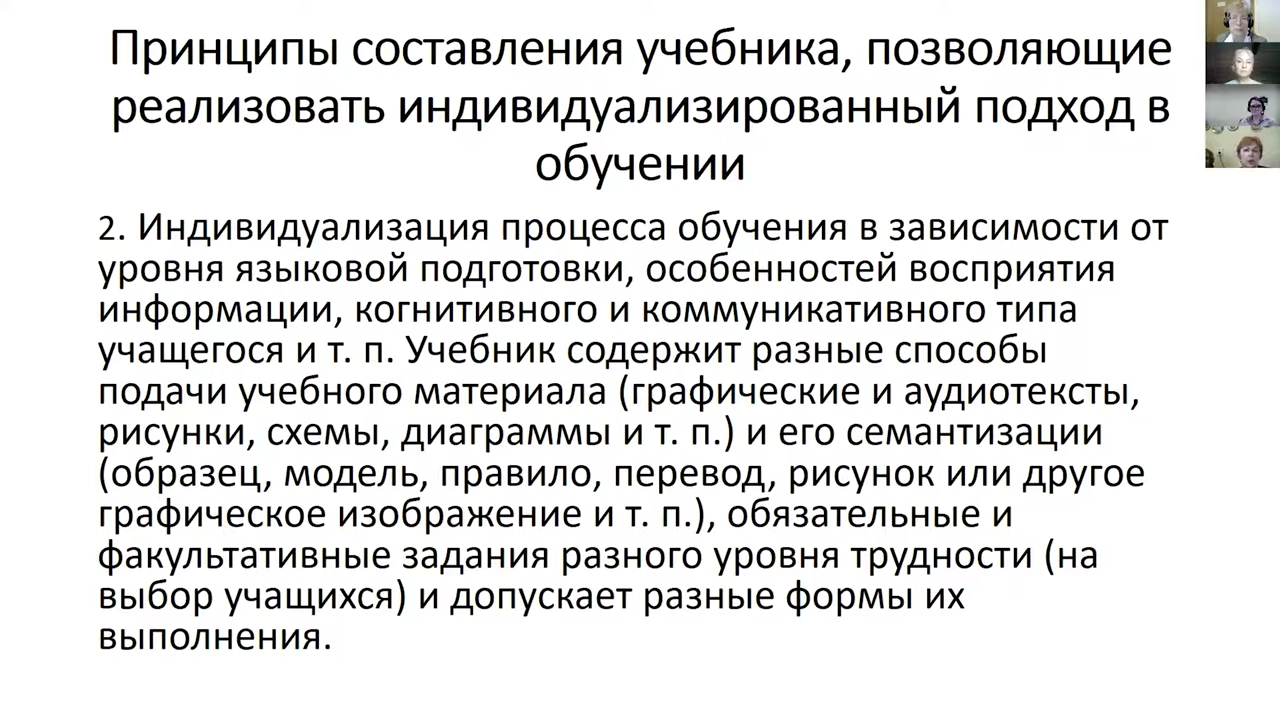 Принципы составления учебника, позволяющие
реализовать индивидуализированный подход в
обучении
2. Индивидуализация процесса обучения в зависимости от
уровня языковой подготовки, особенностей восприятия
информации, когнитивного и коммуникативного типа
учащегося и т. п. Учебник содержит разные способы
подачи учебного материала (графические и аудиотексты,
рисунки, схемы, диаграммы и т. п.) и его семантизации
(образец, модель, правило, перевод, рисунок или другое
графическое изображение и т. п.), обязательные и
факультативные задания разного уровня трудности (на
выбор учащихся) и допускает разные формы их
выполнения.